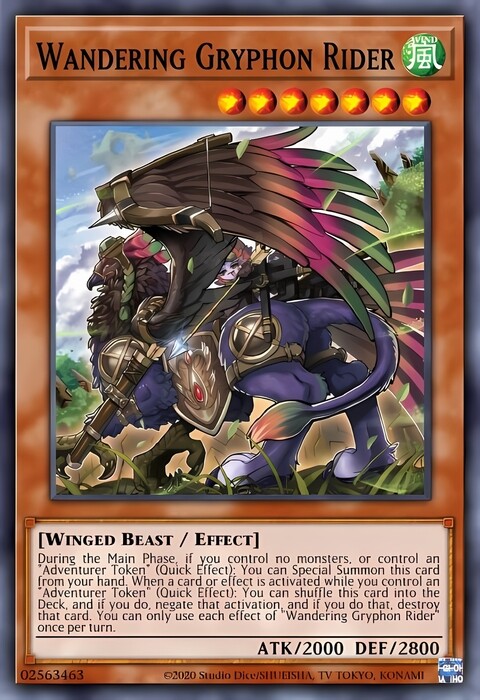 WANDERING GRYPHON RIDER
WIND
風
[WINGED BEAST / EFFECT]
During the Main Phase, if you control no monsters, or control an
"Adventurer Token" (Quick Effect): You can Special Summon this card
from your hand. When a card or effect is activated while you control an
"Adventurer Token" (Quick Effect): You can shuffle this card into the
Deck, and if you do, negate that activation, and if you do that, destroy
that card. You can only use each effect of "Wandering Gryphon Rider"
once per turn.
ATK/2000 DEF/2800
02563463 ©2020 Studio Dice/SHUEISHA, TV TOKYO, KONAMI